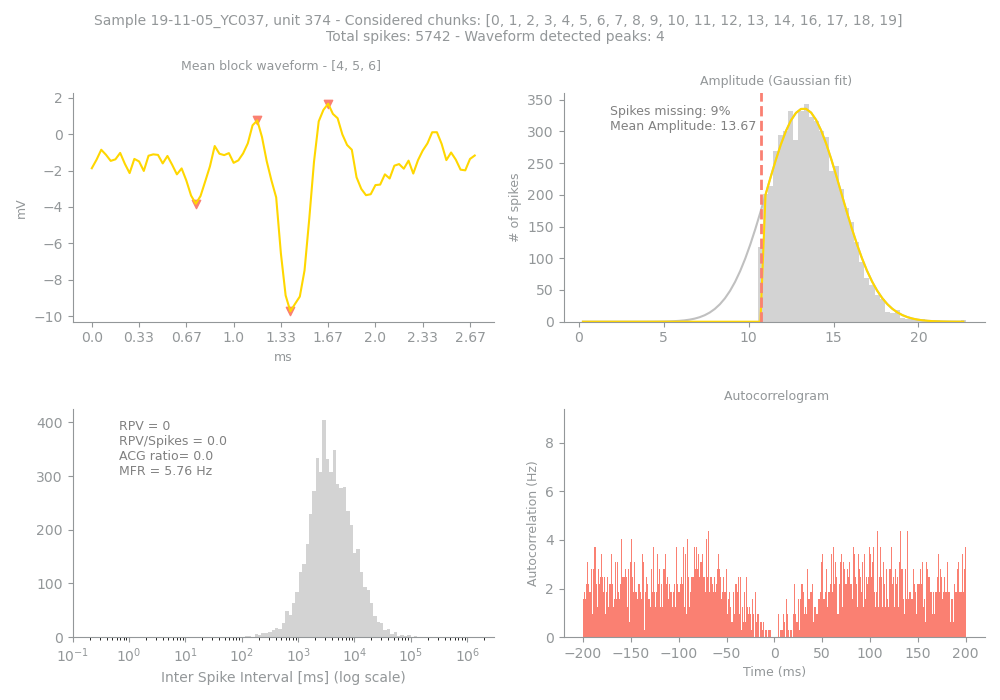 Sample 19-11-05_YC037, unit 374 - Considered chunks: [0, 1, 2, 3, 4, 5, 6, 7, 8, 9, 10, 11, 12, 13, 14, 16, 17, 18, 19]
Total spikes: 5742 - Waveform detected peaks: 4
Mean block waveform - [4, 5, 6]
2
0
−2
−4
−6
−8
−10
mV
0.0 0.33 0.67 1.0 1.33 1.67 2.0 2.33 2.67
ms
Amplitude (Gaussian fit)
Spikes missing: 9%
Mean Amplitude: 13.67
350
300
250
200
150
100
50
0
# of spikes
0 5 10 15 20
RPV = 0
RPV/Spikes = 0.0
ACG ratio= 0.0
MFR = 5.76 Hz
400
300
200
100
0
10⁻¹ 10⁰ 10¹ 10² 10³ 10⁴ 10⁵ 10⁶
Inter Spike Interval [ms] (log scale)
Autocorrelogram
8
6
4
2
0
Autocorrelation (Hz)
−200 −150 −100 −50 0 50 100 150 200
Time (ms)